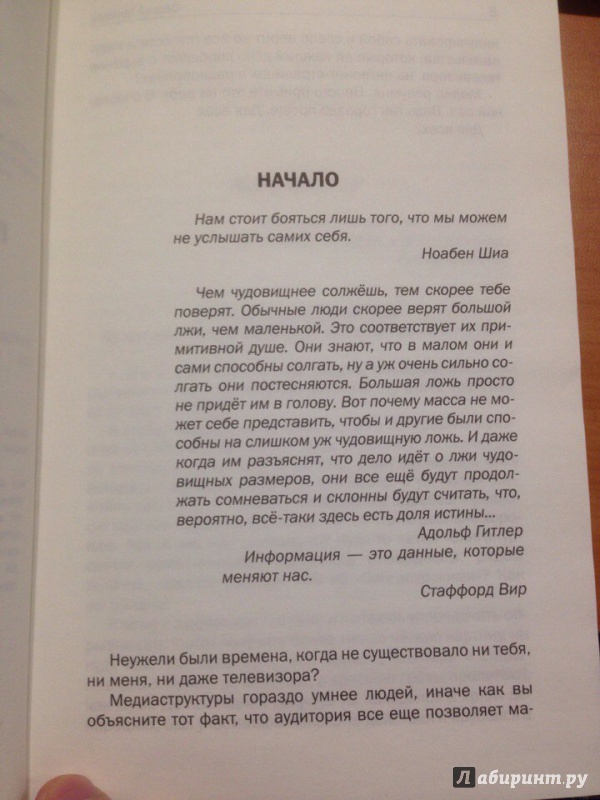 НАЧАЛО
Нам стоит бояться лишь того, что мы можем
не услышать самих себя.
Ноабен Шиа
Чем чудовищнее солжёшь, тем скорее тебе
поверят. Обычные люди скорее верят большой
лжи, чем маленькой. Это соответствует их при-
митивной душе. Они знают, что в малом они и
сами способны солгать, ну а уж очень сильно со-
лгать они постесняются. Большая ложь просто
не придёт им в голову. Вот почему масса не мо-
жет себе представить, чтобы и другие были спо-
собны на слишком уж чудовищную ложь. И даже
когда им разъяснят, что дело идёт о лжи чудо-
вищных размеров, они все ещё будут продол-
жать сомневаться и склонны будут считать, что,
вероятно, всё-таки здесь есть доля истины...
Адольф Гитлер
Информация — это данные, которые
меняют нас.
Стаффорд Вир
Неужели были времена, когда не существовало ни тебя,
ни меня, ни даже телевизора?
Медиаструктуры гораздо умнее людей, иначе как вы
объясните тот факт, что аудитория все еще позволяет ма-
Лабиринт.ру